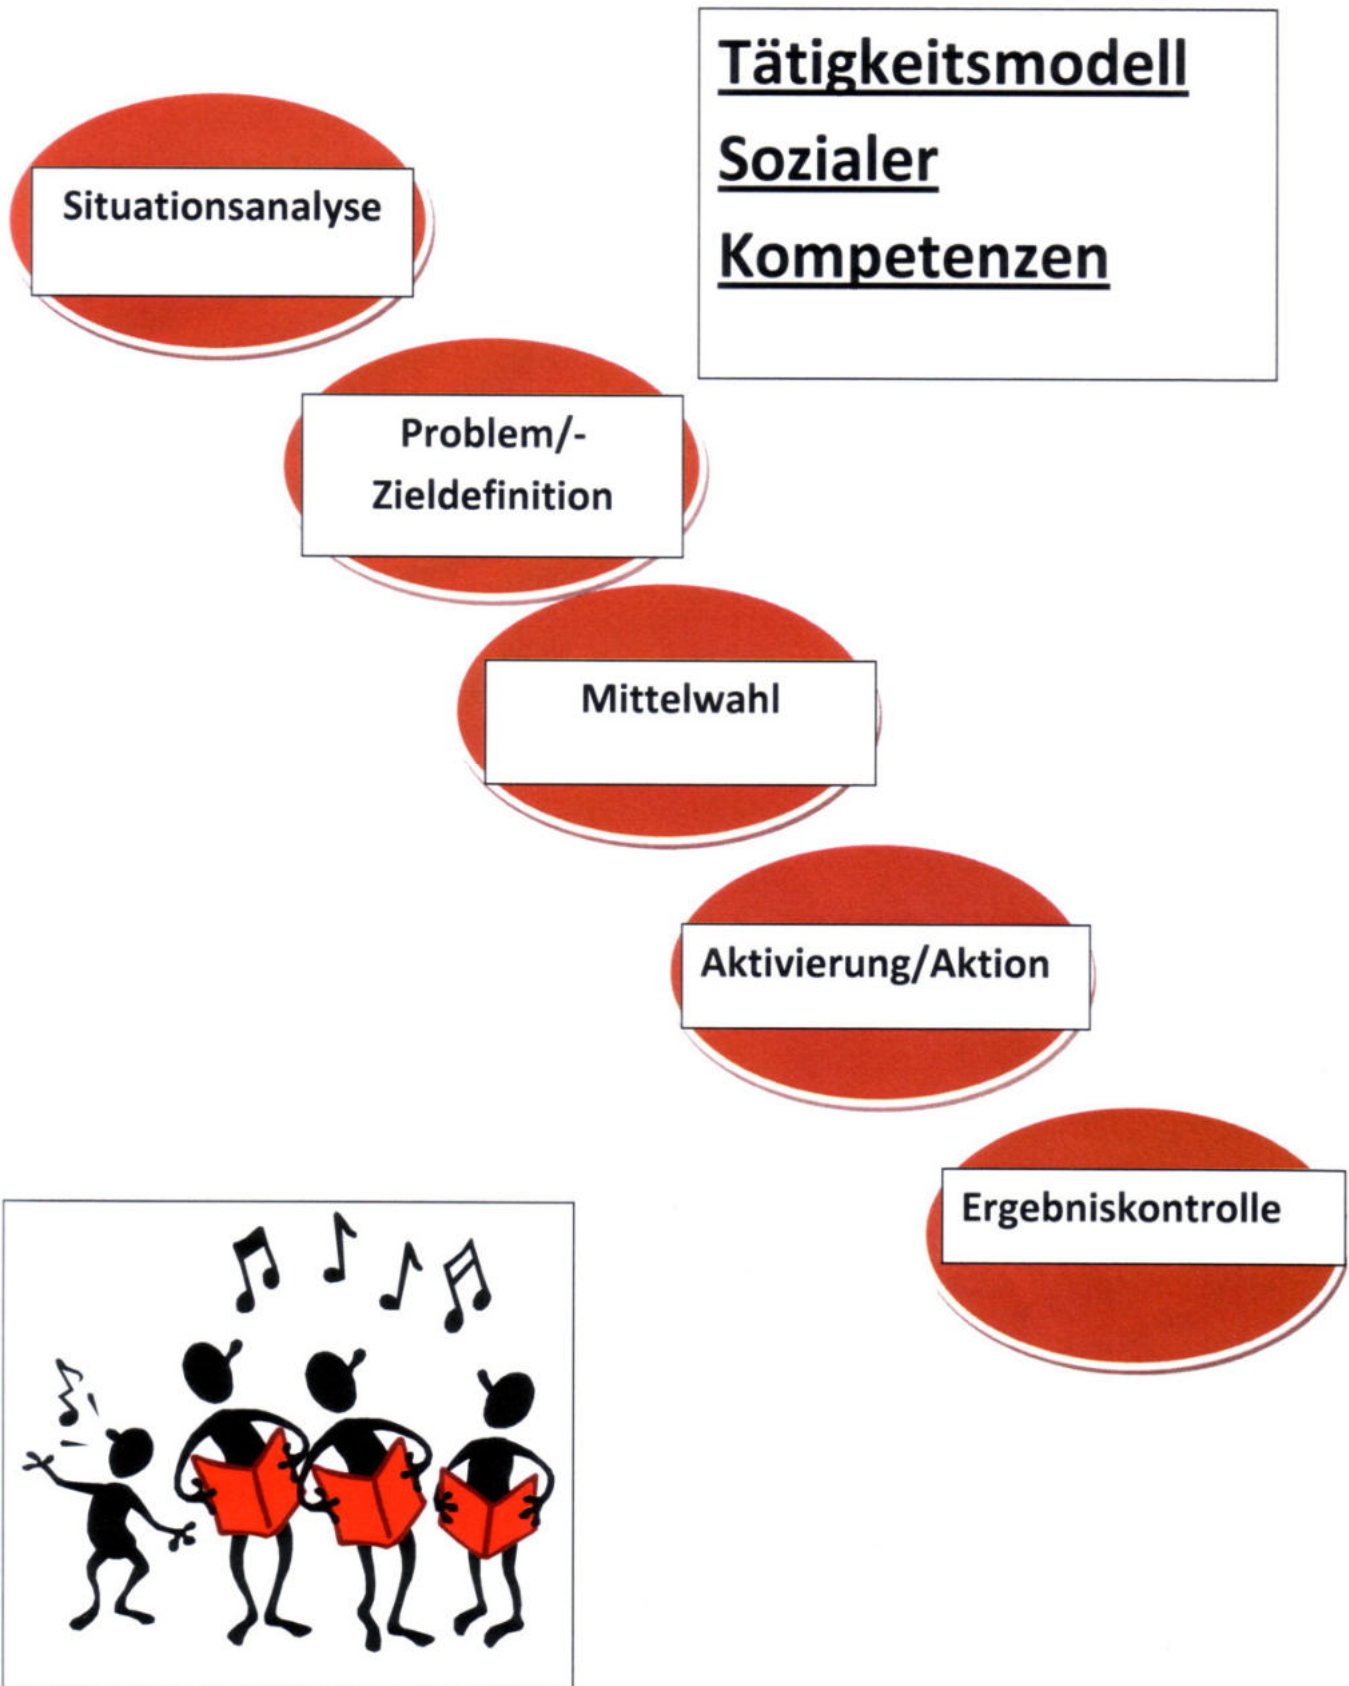 Tätigkeitsmodell
Sozialer
Kompetenzen
Situationsanalyse
Problem/-
Zieldefinition
Mittelwahl
Aktivierung/Aktion
Ergebniskontrolle